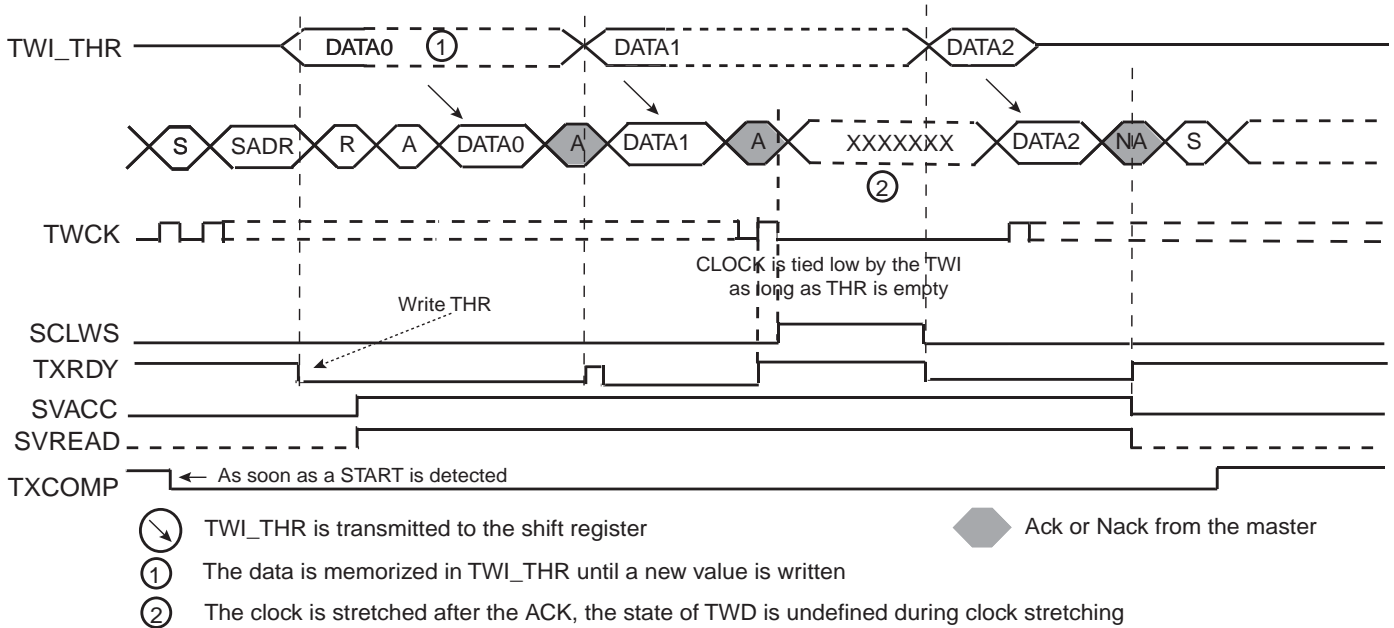 TWI_THR DATA0 1 DATA1 DATA2
S SADR R A DATA0 A DATA1 A XXXXXXX DATA2 NA S
2
TWCK
CLOCK is tied low by the TWI
as long as THR is empty
Write THR
SCLWS
TXRDY
SVACC
SVREAD
TXCOMP As soon as a START is detected
TWI_THR is transmitted to the shift register Ack or Nack from the master
1 The data is memorized in TWI_THR until a new value is written
2 The clock is stretched after the ACK, the state of TWD is undefined during clock stretching